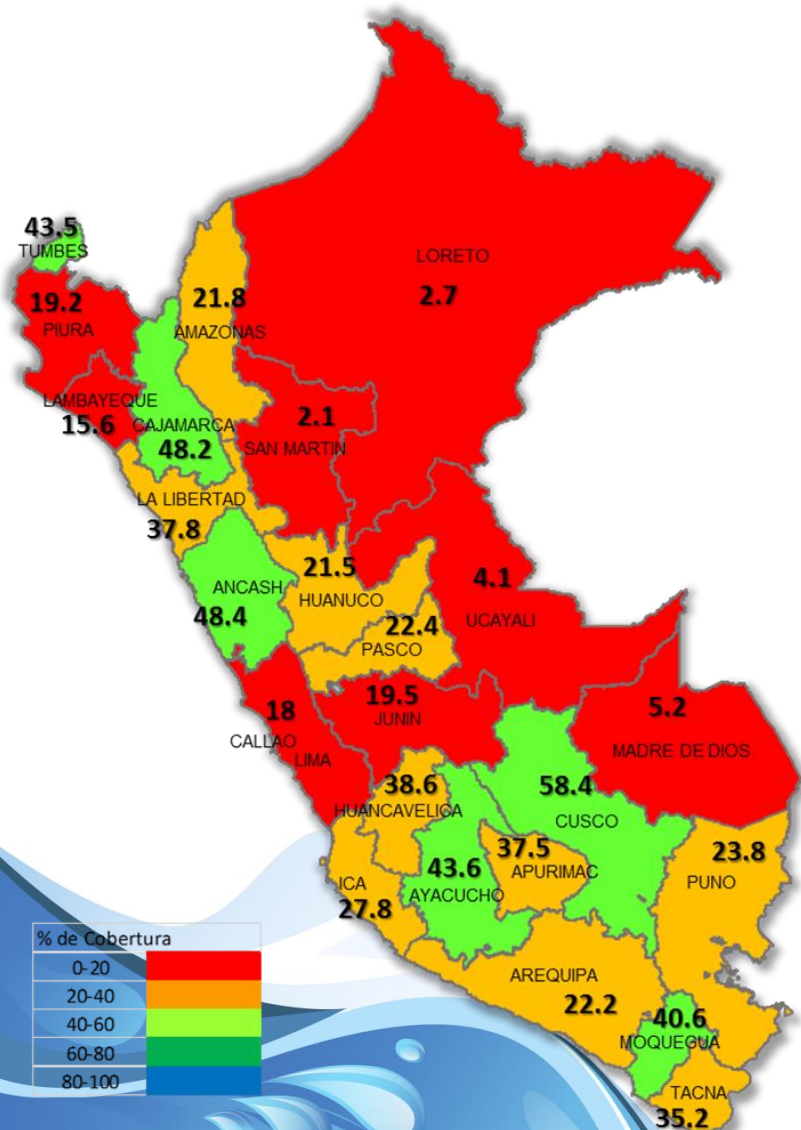 43.5
TUMBES
19.2
PIURA
21.8
AMAZONAS
LORETO
2.7
LAMBAYEQUE
15.6
CAJAMARCA
48.2
2.1
SAN MARTIN
LA LIBERTAD
37.8
ANCASH
48.4
21.5
HUANUCO
22.4
PASCO
4.1
UCAYALI
18
CALLAO
LIMA
19.5
JUNIN
5.2
MADRE DE DIOS
38.6
HUANCAVELICA
58.4
CUSCO
ICA
27.8
43.6
AYACUCHO
37.5
APURIMAC
23.8
PUNO
AREQUIPA
22.2
40.6
MOQUEGUA
TACNA
35.2
% de Cobertura
0-20
20-40
40-60
60-80
80-100